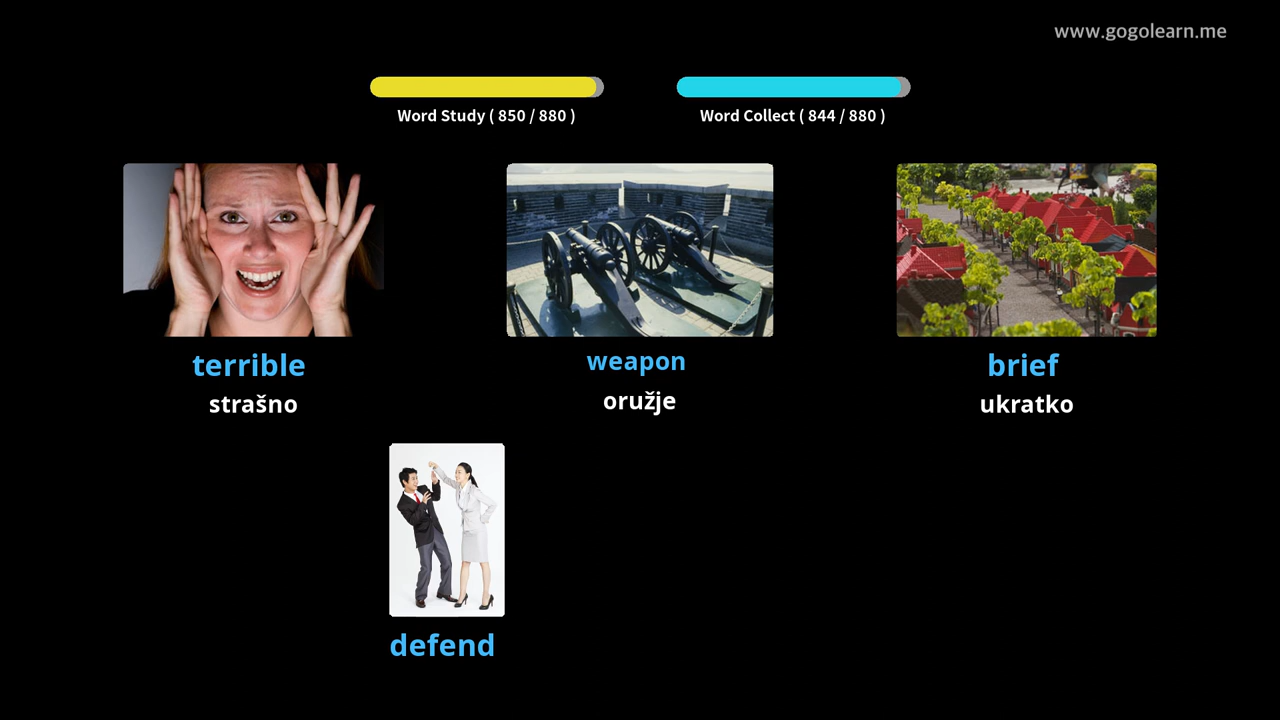 www.gogolearn.me
Word Study ( 850 / 880 )
Word Collect ( 844 / 880 )
terrible
strašno
weapon
oružje
brief
ukratko
defend